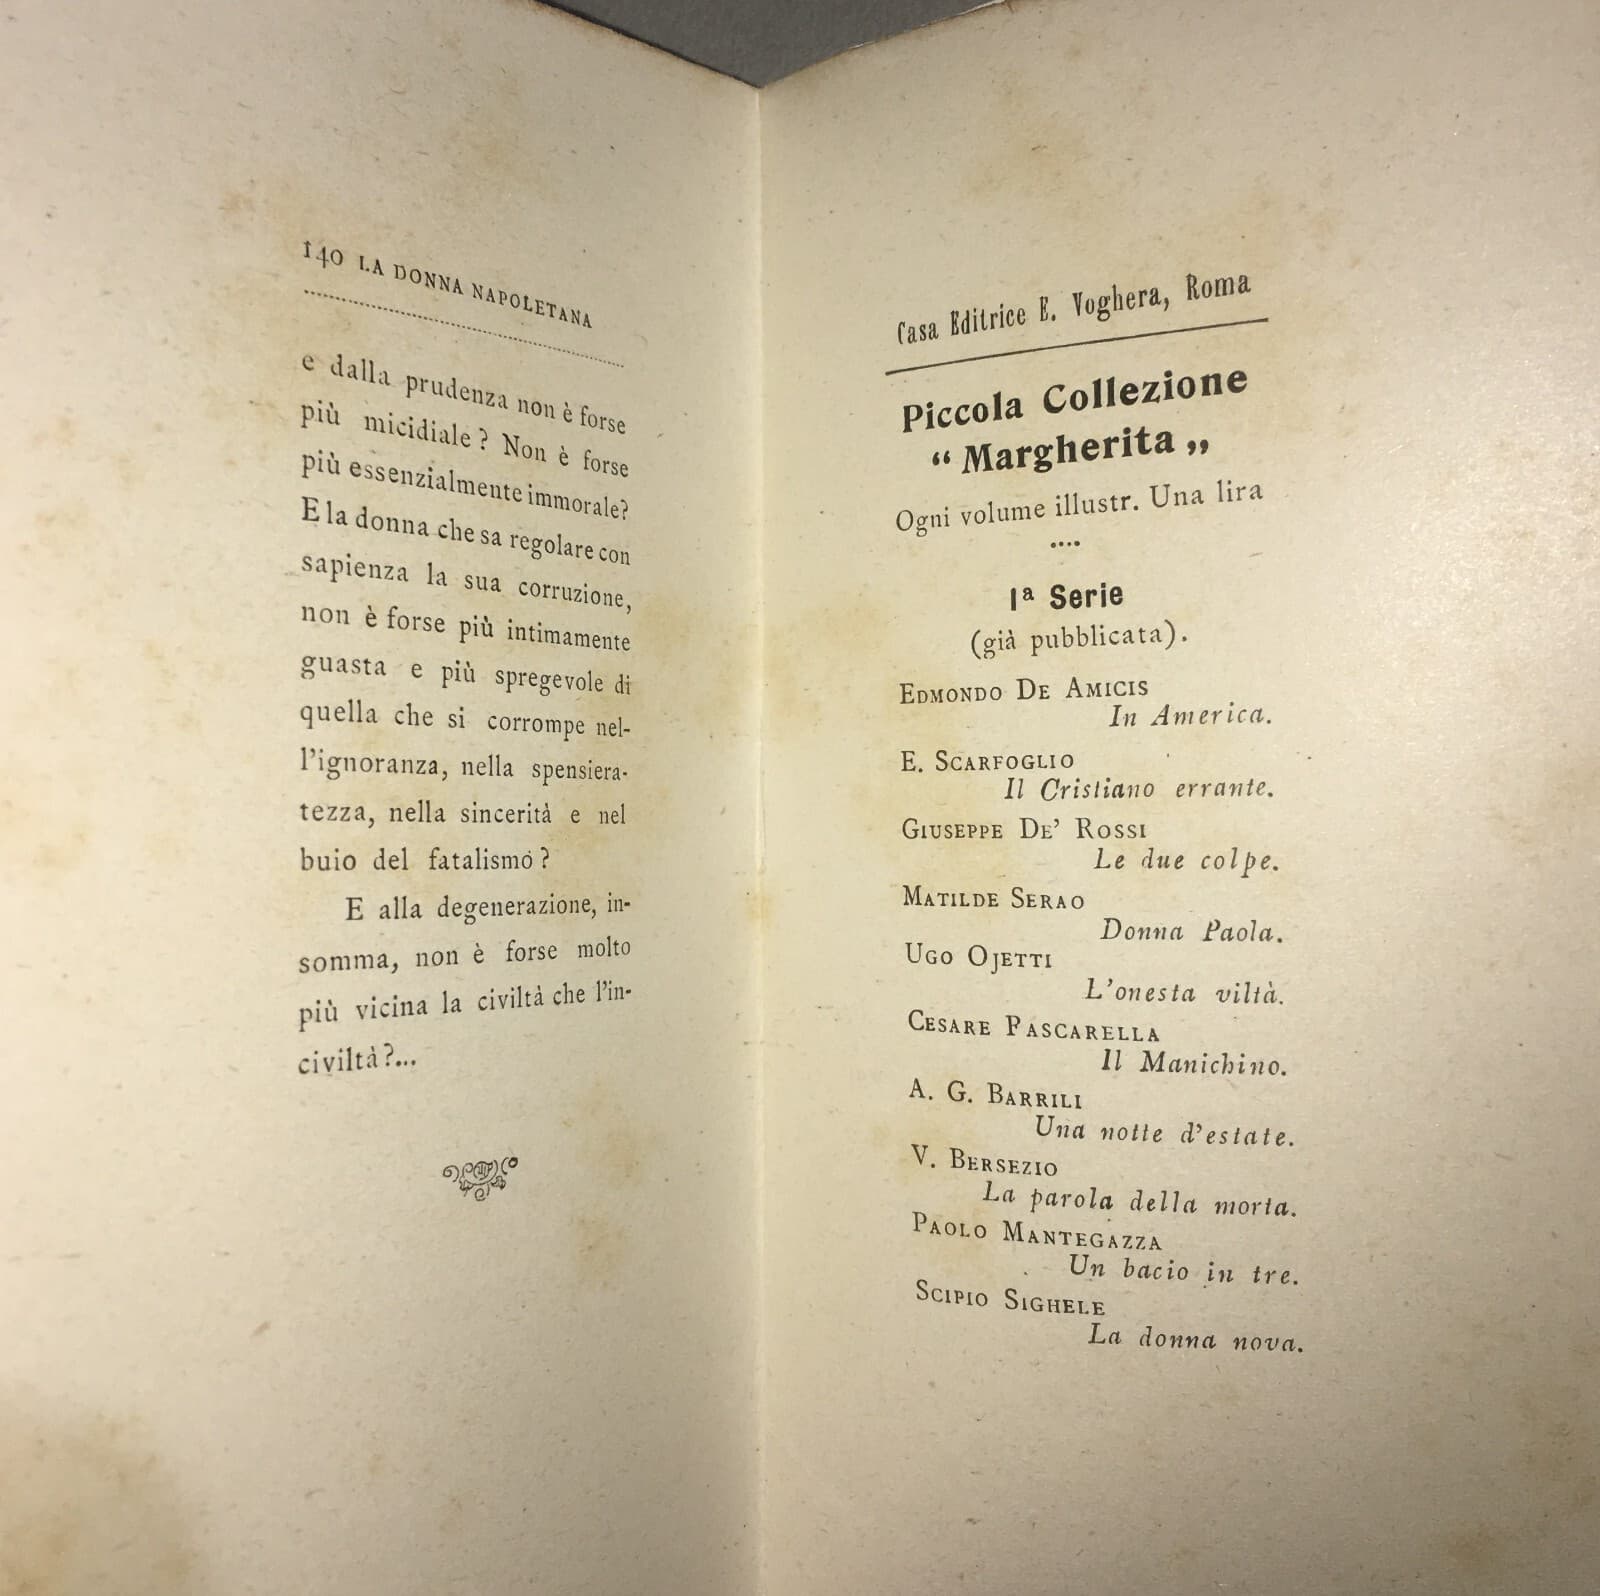 140 LA DONNA NAPOLETANA
e dalla prudenza non è forse
più micidiale? Non è forse
più essenzialmente immorale?
E la donna che sa regolare con
sapienza la sua corruzione,
non è forse più intimamente
guasta e più spregevole di
quella che si corrompe nel-
l'ignoranza, nella spensiera-
tezza, nella sincerità e nel
buio del fatalismo?
E alla degenerazione, in-
somma, non è forse molto
più vicina la civiltà che l'in-
civiltà?...
Casa Editrice E. Voghera, Roma
Piccola Collezione
“ Margherita „
Ogni volume illustr. Una lira
....
Iª Serie
(già pubblicata).
EDMONDO DE AMICIS
In America.
E. SCARFOGLIO
Il Cristiano errante.
GIUSEPPE DE' ROSSI
Le due colpe.
MATILDE SERAO
Donna Paola.
UGO OJETTI
L'onesta viltà.
CESARE PASCARELLA
Il Manichino.
A. G. BARRILI
Una notte d'estate.
V. BERSEZIO
La parola della morta.
PAOLO MANTEGAZZA
Un bacio in tre.
SCIPIO SIGHELE
La donna nova.